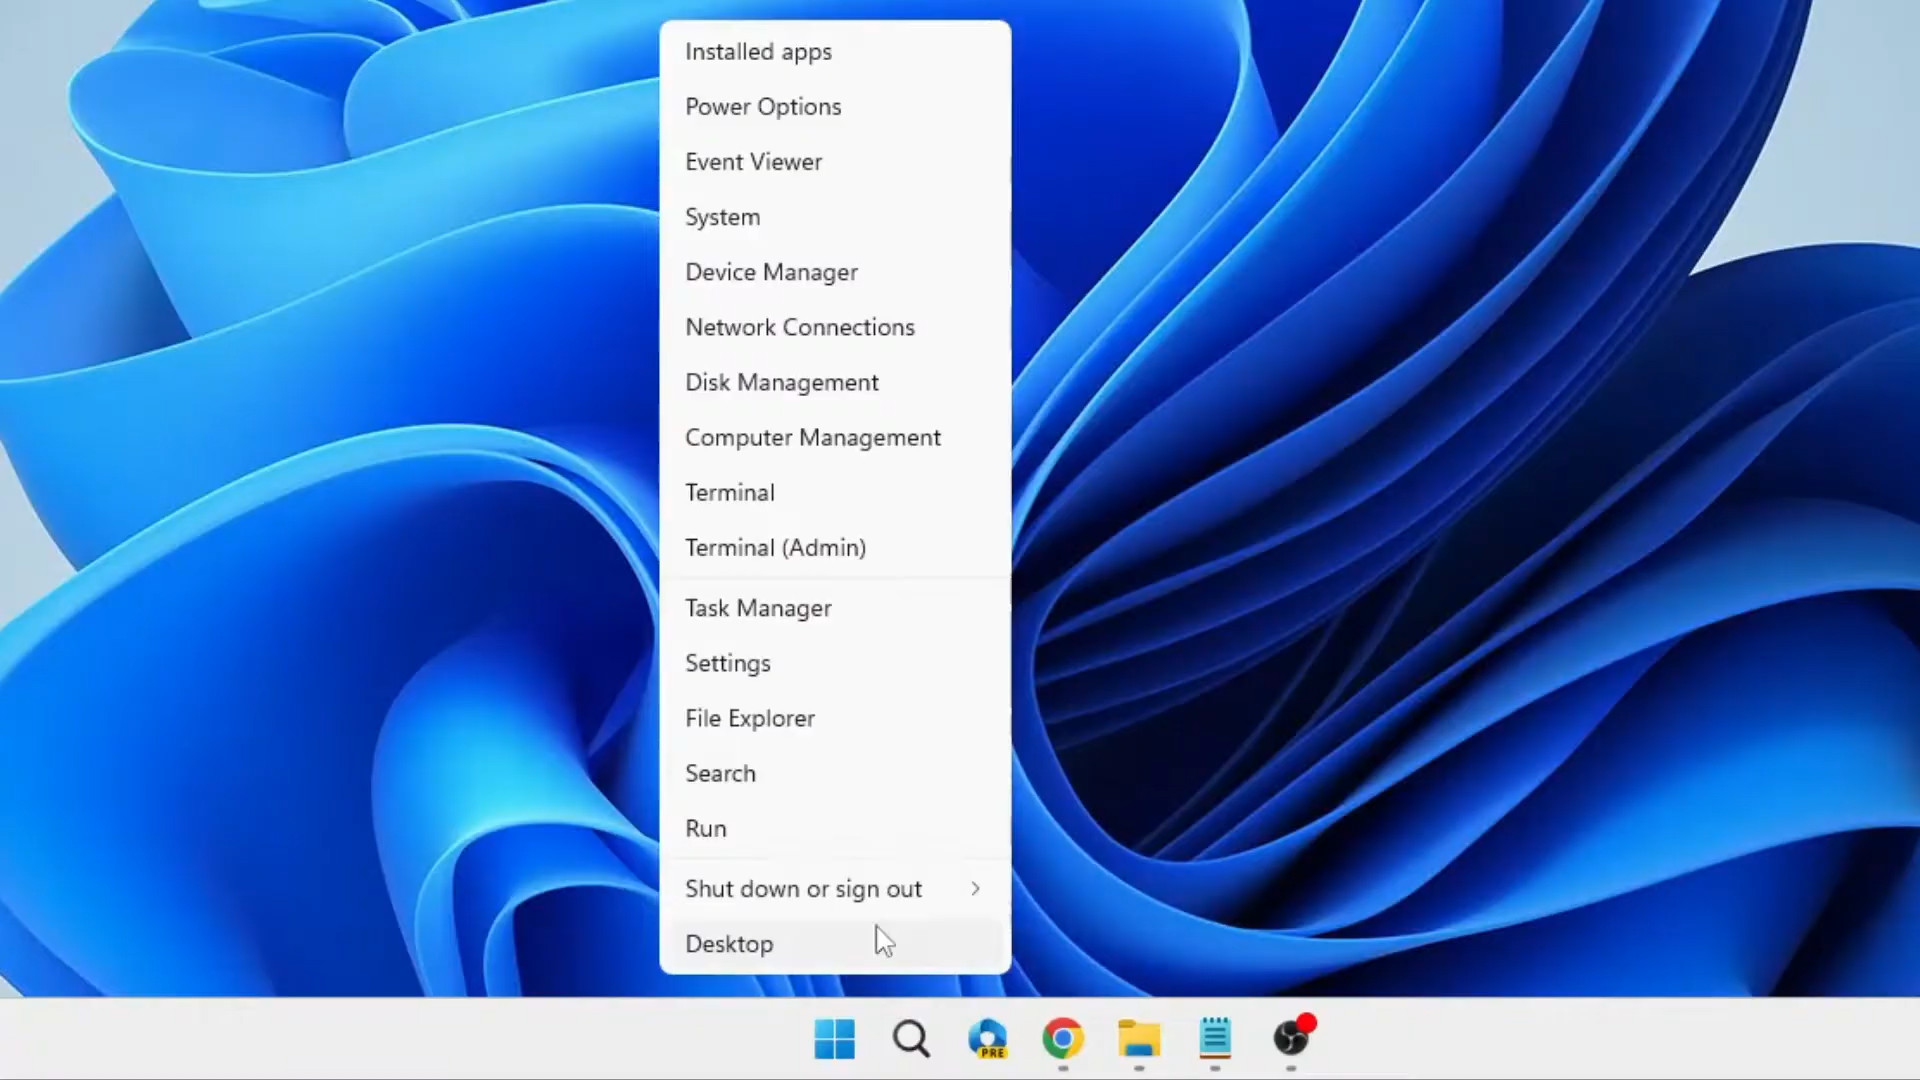 Installed apps
Power Options
Event Viewer
System
Device Manager
Network Connections
Disk Management
Computer Management
Terminal
Terminal (Admin)
Task Manager
Settings
File Explorer
Search
Run
Shut down or sign out
Desktop
PRE